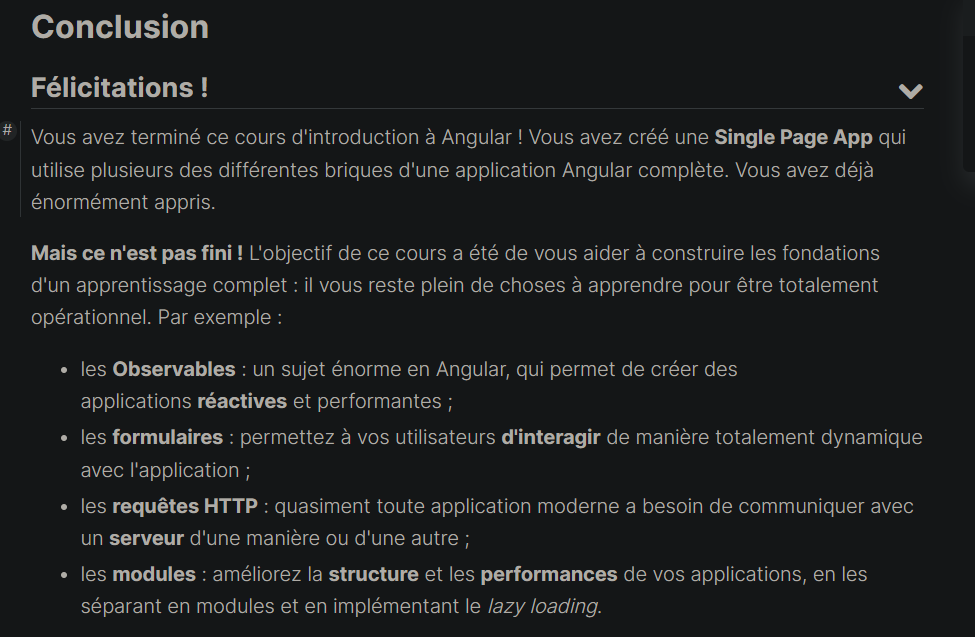 Conclusion
Félicitations !
#
Vous avez terminé ce cours d'introduction à Angular ! Vous avez créé une Single Page App qui
utilise plusieurs des différentes briques d'une application Angular complète. Vous avez déjà
énormément appris.
Mais ce n'est pas fini ! L'objectif de ce cours a été de vous aider à construire les fondations
d'un apprentissage complet : il vous reste plein de choses à apprendre pour être totalement
opérationnel. Par exemple :
• les Observables : un sujet énorme en Angular, qui permet de créer des
applications réactives et performantes ;
• les formulaires : permettez à vos utilisateurs d'interagir de manière totalement dynamique
avec l'application ;
• les requêtes HTTP : quasiment toute application moderne a besoin de communiquer avec
un serveur d'une manière ou d'une autre ;
• les modules : améliorez la structure et les performances de vos applications, en les
séparant en modules et en implémentant le lazy loading.